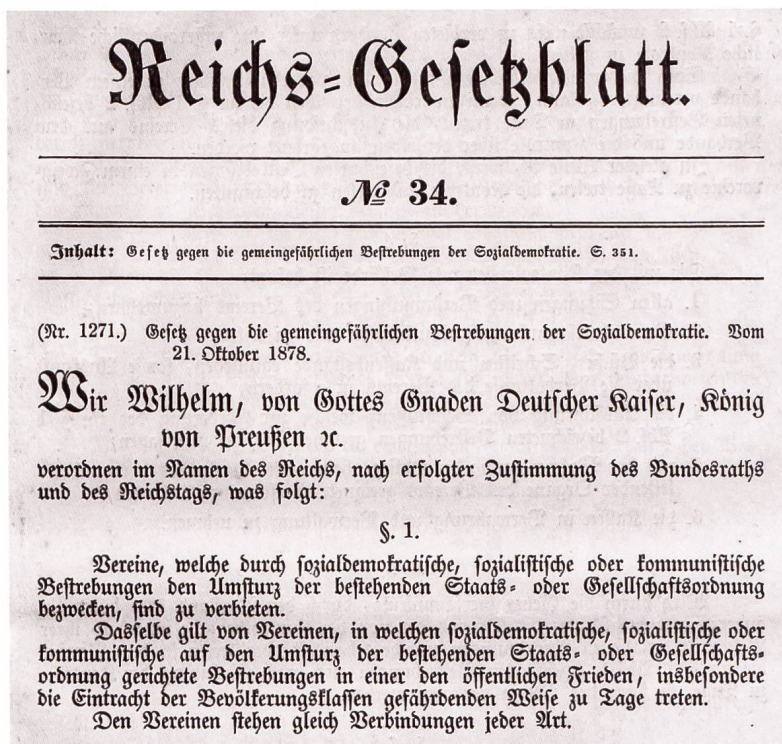 Reichs=Gesetzblatt.
№ 34.
Inhalt: Gesetz gegen die gemeingefährlichen Bestrebungen der Sozialdemokratie. S. 351.
(Nr. 1271.) Gesetz gegen die gemeingefährlichen Bestrebungen der Sozialdemokratie. Vom
21. Oktober 1878.
Wir Wilhelm, von Gottes Gnaden Deutscher Kaiser, König
von Preußen ꝛc.
verordnen im Namen des Reichs, nach erfolgter Zustimmung des Bundesraths
und des Reichstags, was folgt:
§. 1.
Vereine, welche durch sozialdemokratische, sozialistische oder kommunistische
Bestrebungen den Umsturz der bestehenden Staats= oder Gesellschaftsordnung
bezwecken, sind zu verbieten.
Dasselbe gilt von Vereinen, in welchen sozialdemokratische, sozialistische oder
kommunistische auf den Umsturz der bestehenden Staats= oder Gesellschafts=
ordnung gerichtete Bestrebungen in einer den öffentlichen Frieden, insbesondere
die Eintracht der Bevölkerungsklassen gefährdenden Weise zu Tage treten.
Den Vereinen stehen gleich Verbindungen jeder Art.